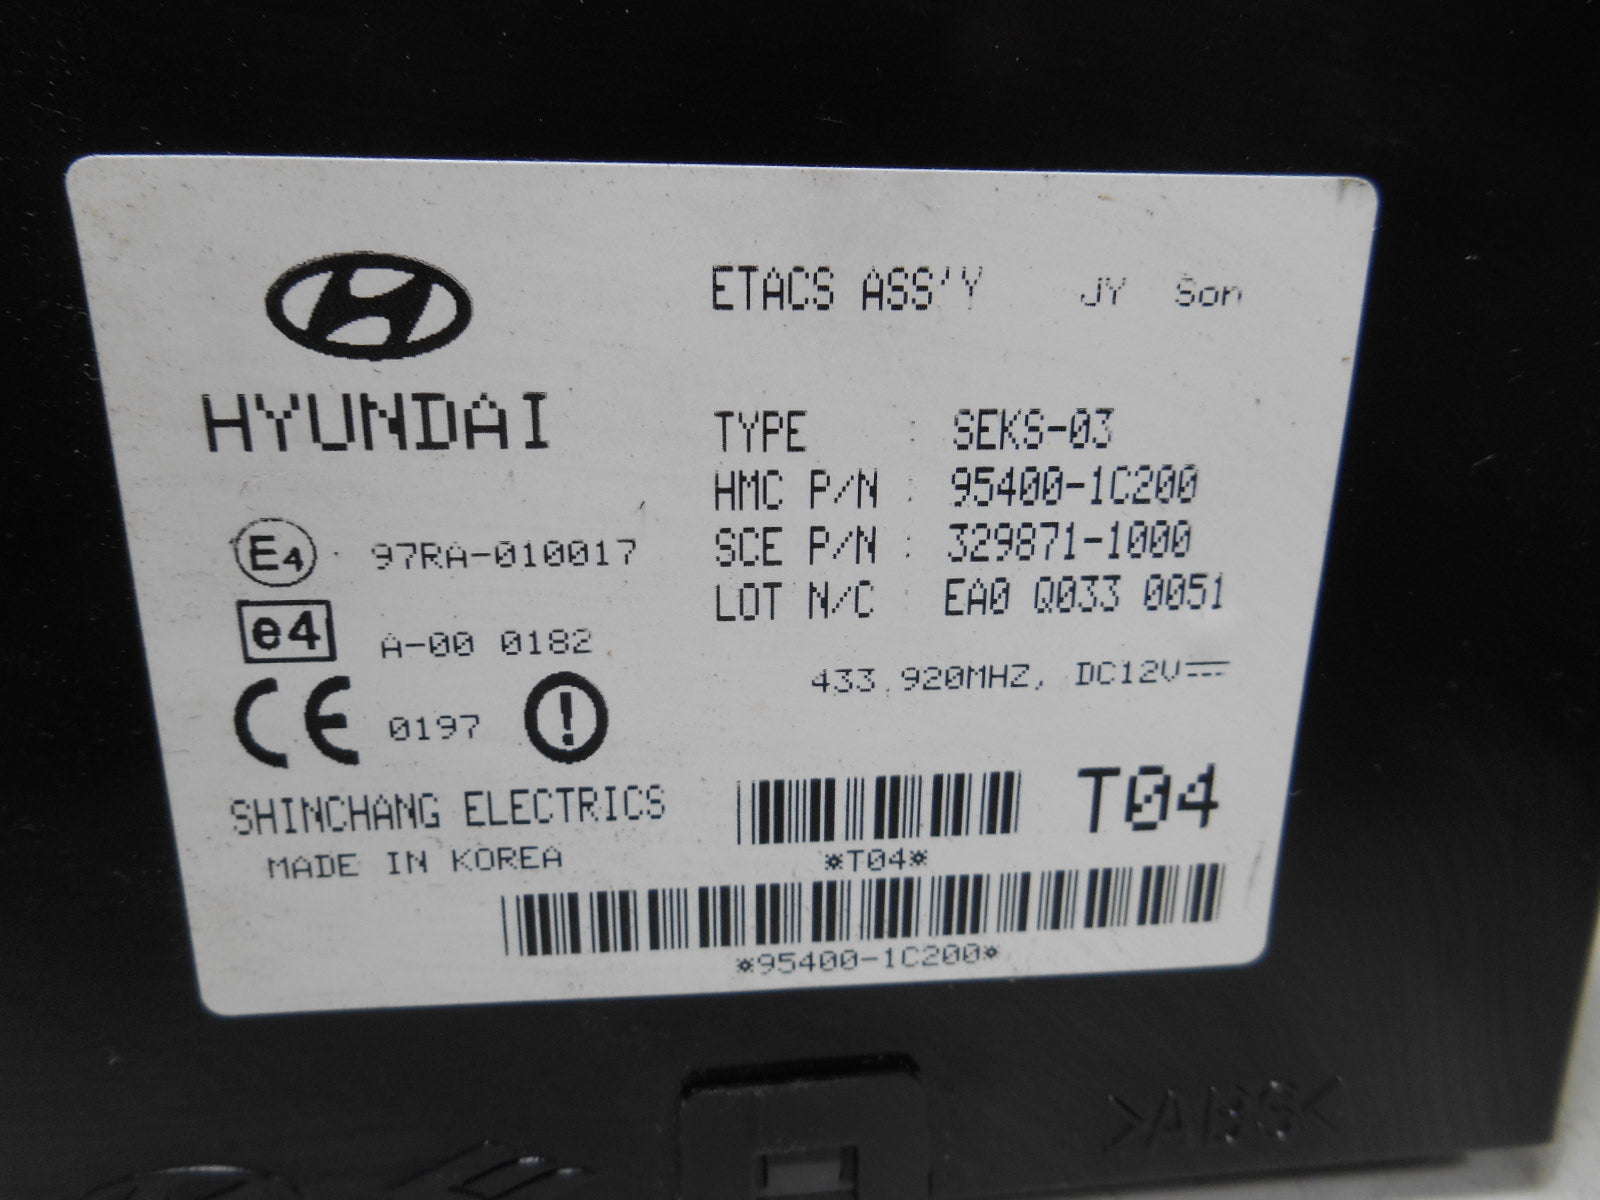 HYUNDAI
ETACS ASS'Y JY Son
TYPE : SEKS-03
HMC P/N : 95400-1C200
SCE P/N : 329871-1000
LOT N/C : EA0 Q033 0051
E4 97RA-010017
e4 A-00 0182
CE 0197 !
433.920MHZ, DC12V
SHINCHANG ELECTRICS
MADE IN KOREA
T04
*T04*
*95400-1C200*
>ABS<